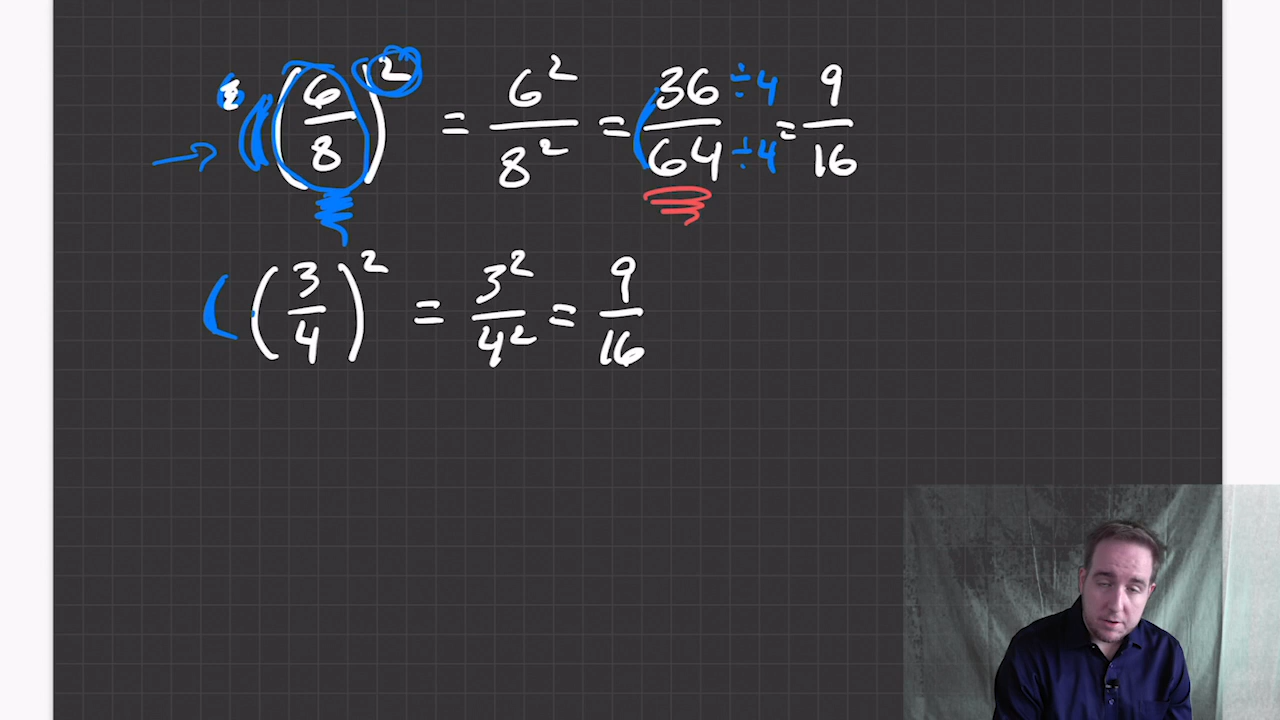 (6/8)² = 6²/8² = 36/64 ÷4/÷4 = 9/16
(3/4)² = 3²/4² = 9/16